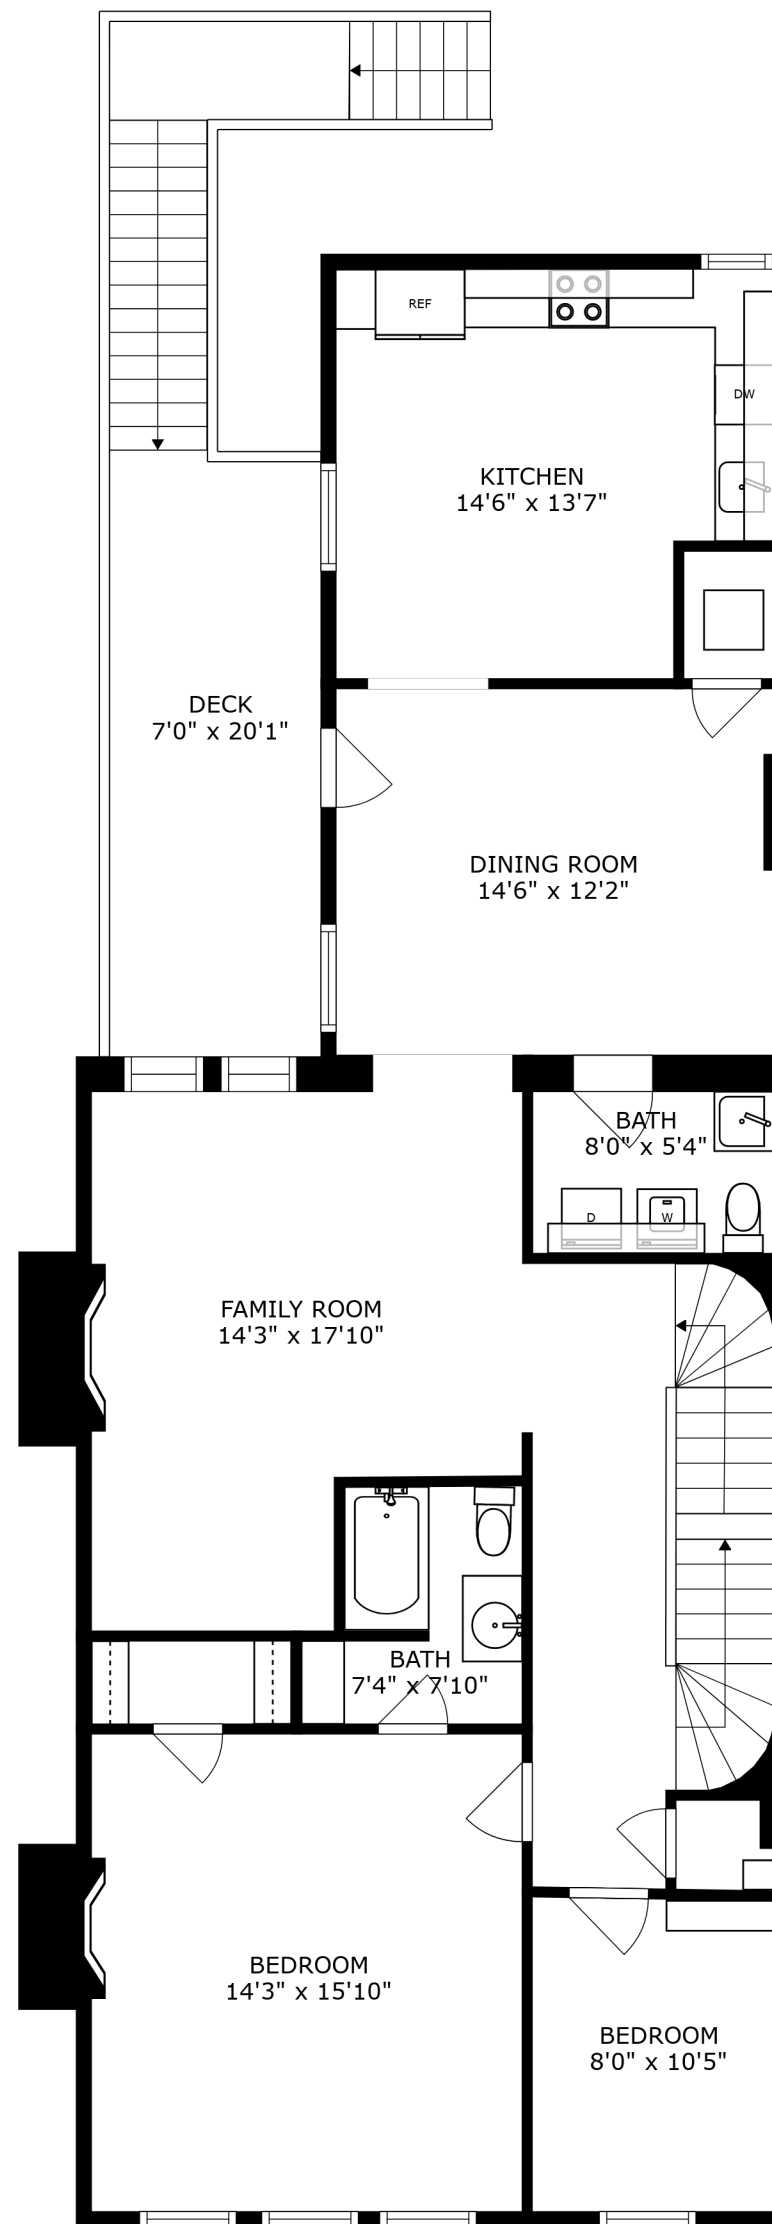 REF
DW
KITCHEN
14'6" x 13'7"
DECK
7'0" x 20'1"
DINING ROOM
14'6" x 12'2"
BATH
8'0" x 5'4"
D
W
FAMILY ROOM
14'3" x 17'10"
BATH
7'4" x 7'10"
BEDROOM
14'3" x 15'10"
BEDROOM
8'0" x 10'5"